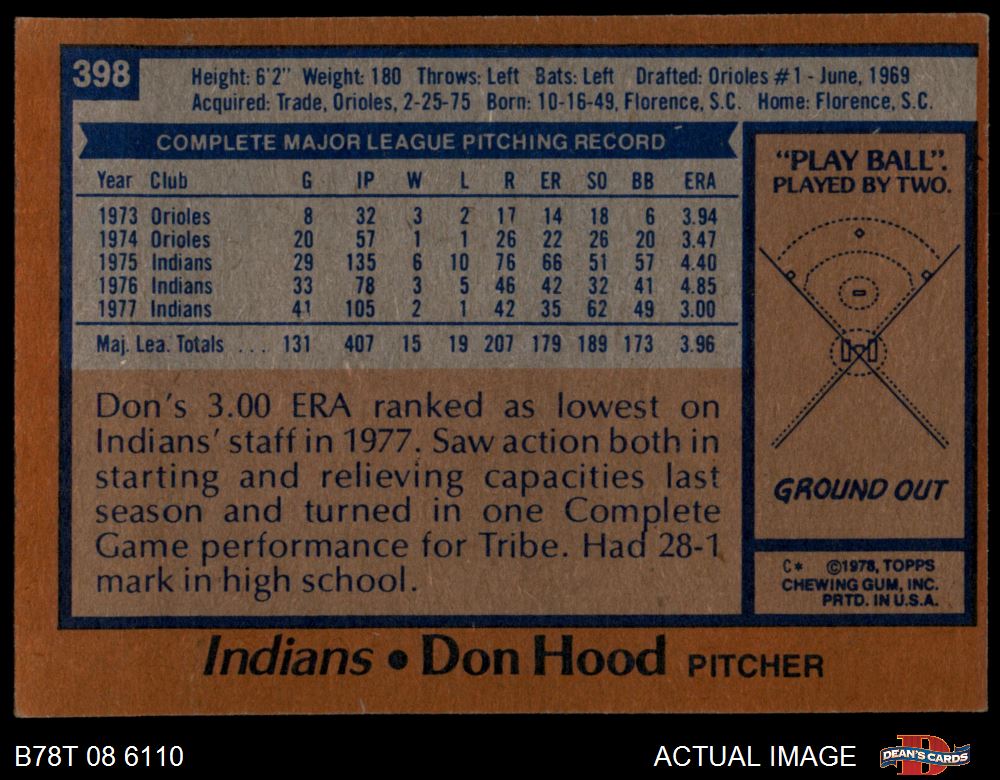 398
Height: 6'2" Weight: 180 Throws: Left Bats: Left Drafted: Orioles #1 - June, 1969
Acquired: Trade, Orioles, 2-25-75 Born: 10-16-49, Florence, S.C. Home: Florence, S.C.
COMPLETE MAJOR LEAGUE PITCHING RECORD
Year Club G IP W L R ER SO BB ERA
1973 Orioles 8 32 3 2 17 14 18 6 3.94
1974 Orioles 20 57 1 1 26 22 26 20 3.47
1975 Indians 29 135 6 10 76 66 51 57 4.40
1976 Indians 33 78 3 5 46 42 32 41 4.85
1977 Indians 41 105 2 1 42 35 62 49 3.00
Maj. Lea. Totals ... 131 407 15 19 207 179 189 173 3.96
Don's 3.00 ERA ranked as lowest on
Indians' staff in 1977. Saw action both in
starting and relieving capacities last
season and turned in one Complete
Game performance for Tribe. Had 28-1
mark in high school.
"PLAY BALL".
PLAYED BY TWO.
GROUND OUT
C* ©1978, TOPPS
CHEWING GUM, INC.
PRTD. IN U.S.A.
Indians • Don Hood PITCHER
B78T 08 6110
ACTUAL IMAGE
D
DEAN'S CARDS